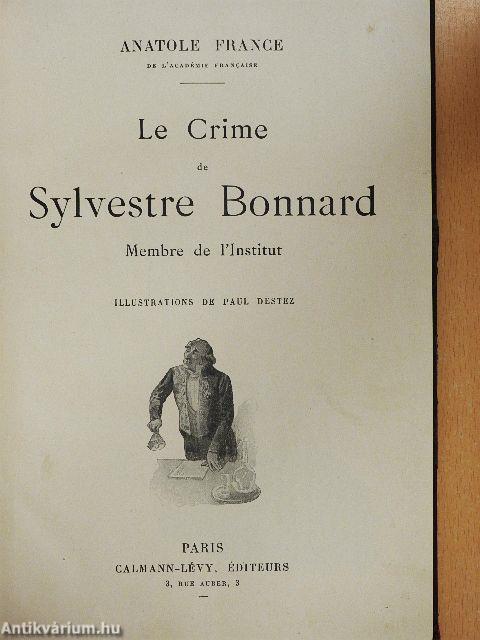 ANATOLE FRANCE
DE L'ACADÉMIE FRANÇAISE
Le Crime
de
Sylvestre Bonnard
Membre de l'Institut
ILLUSTRATIONS DE PAUL DESTEZ
PARIS
CALMANN-LÉVY, ÉDITEURS
3, RUE AUBER, 3
Antikvárium.hu